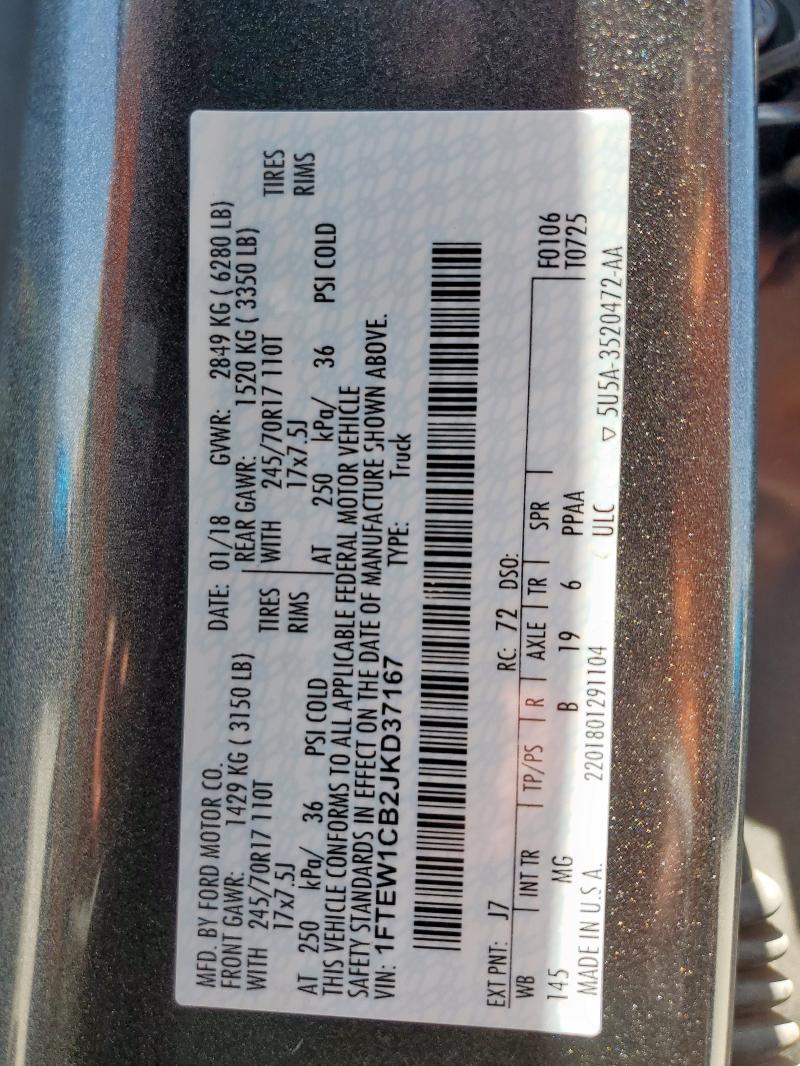 MFD. BY FORD MOTOR CO. DATE: 01/18 GVWR: 2849 KG ( 6280 LB)
FRONT GAWR: 1429 KG ( 3150 LB) REAR GAWR: 1520 KG ( 3350 LB)
WITH 245/70R17 110T TIRES WITH 245/70R17 110T TIRES
17x7.5J RIMS 17x7.5J RIMS
AT 250 kPa/ 36 PSI COLD AT 250 kPa/ 36 PSI COLD
THIS VEHICLE CONFORMS TO ALL APPLICABLE FEDERAL MOTOR VEHICLE
SAFETY STANDARDS IN EFFECT ON THE DATE OF MANUFACTURE SHOWN ABOVE.
VIN: 1FTEW1CB2JKD37167 TYPE: Truck
EXT PNT: J7 RC: 72 DSO:
WB INT TR TP/PS R AXLE TR SPR F0106
145 MG B 19 6 PPAA T0725
MADE IN U.S.A. 2201801291104 ULC ▽ 5U5A-3520472-AA